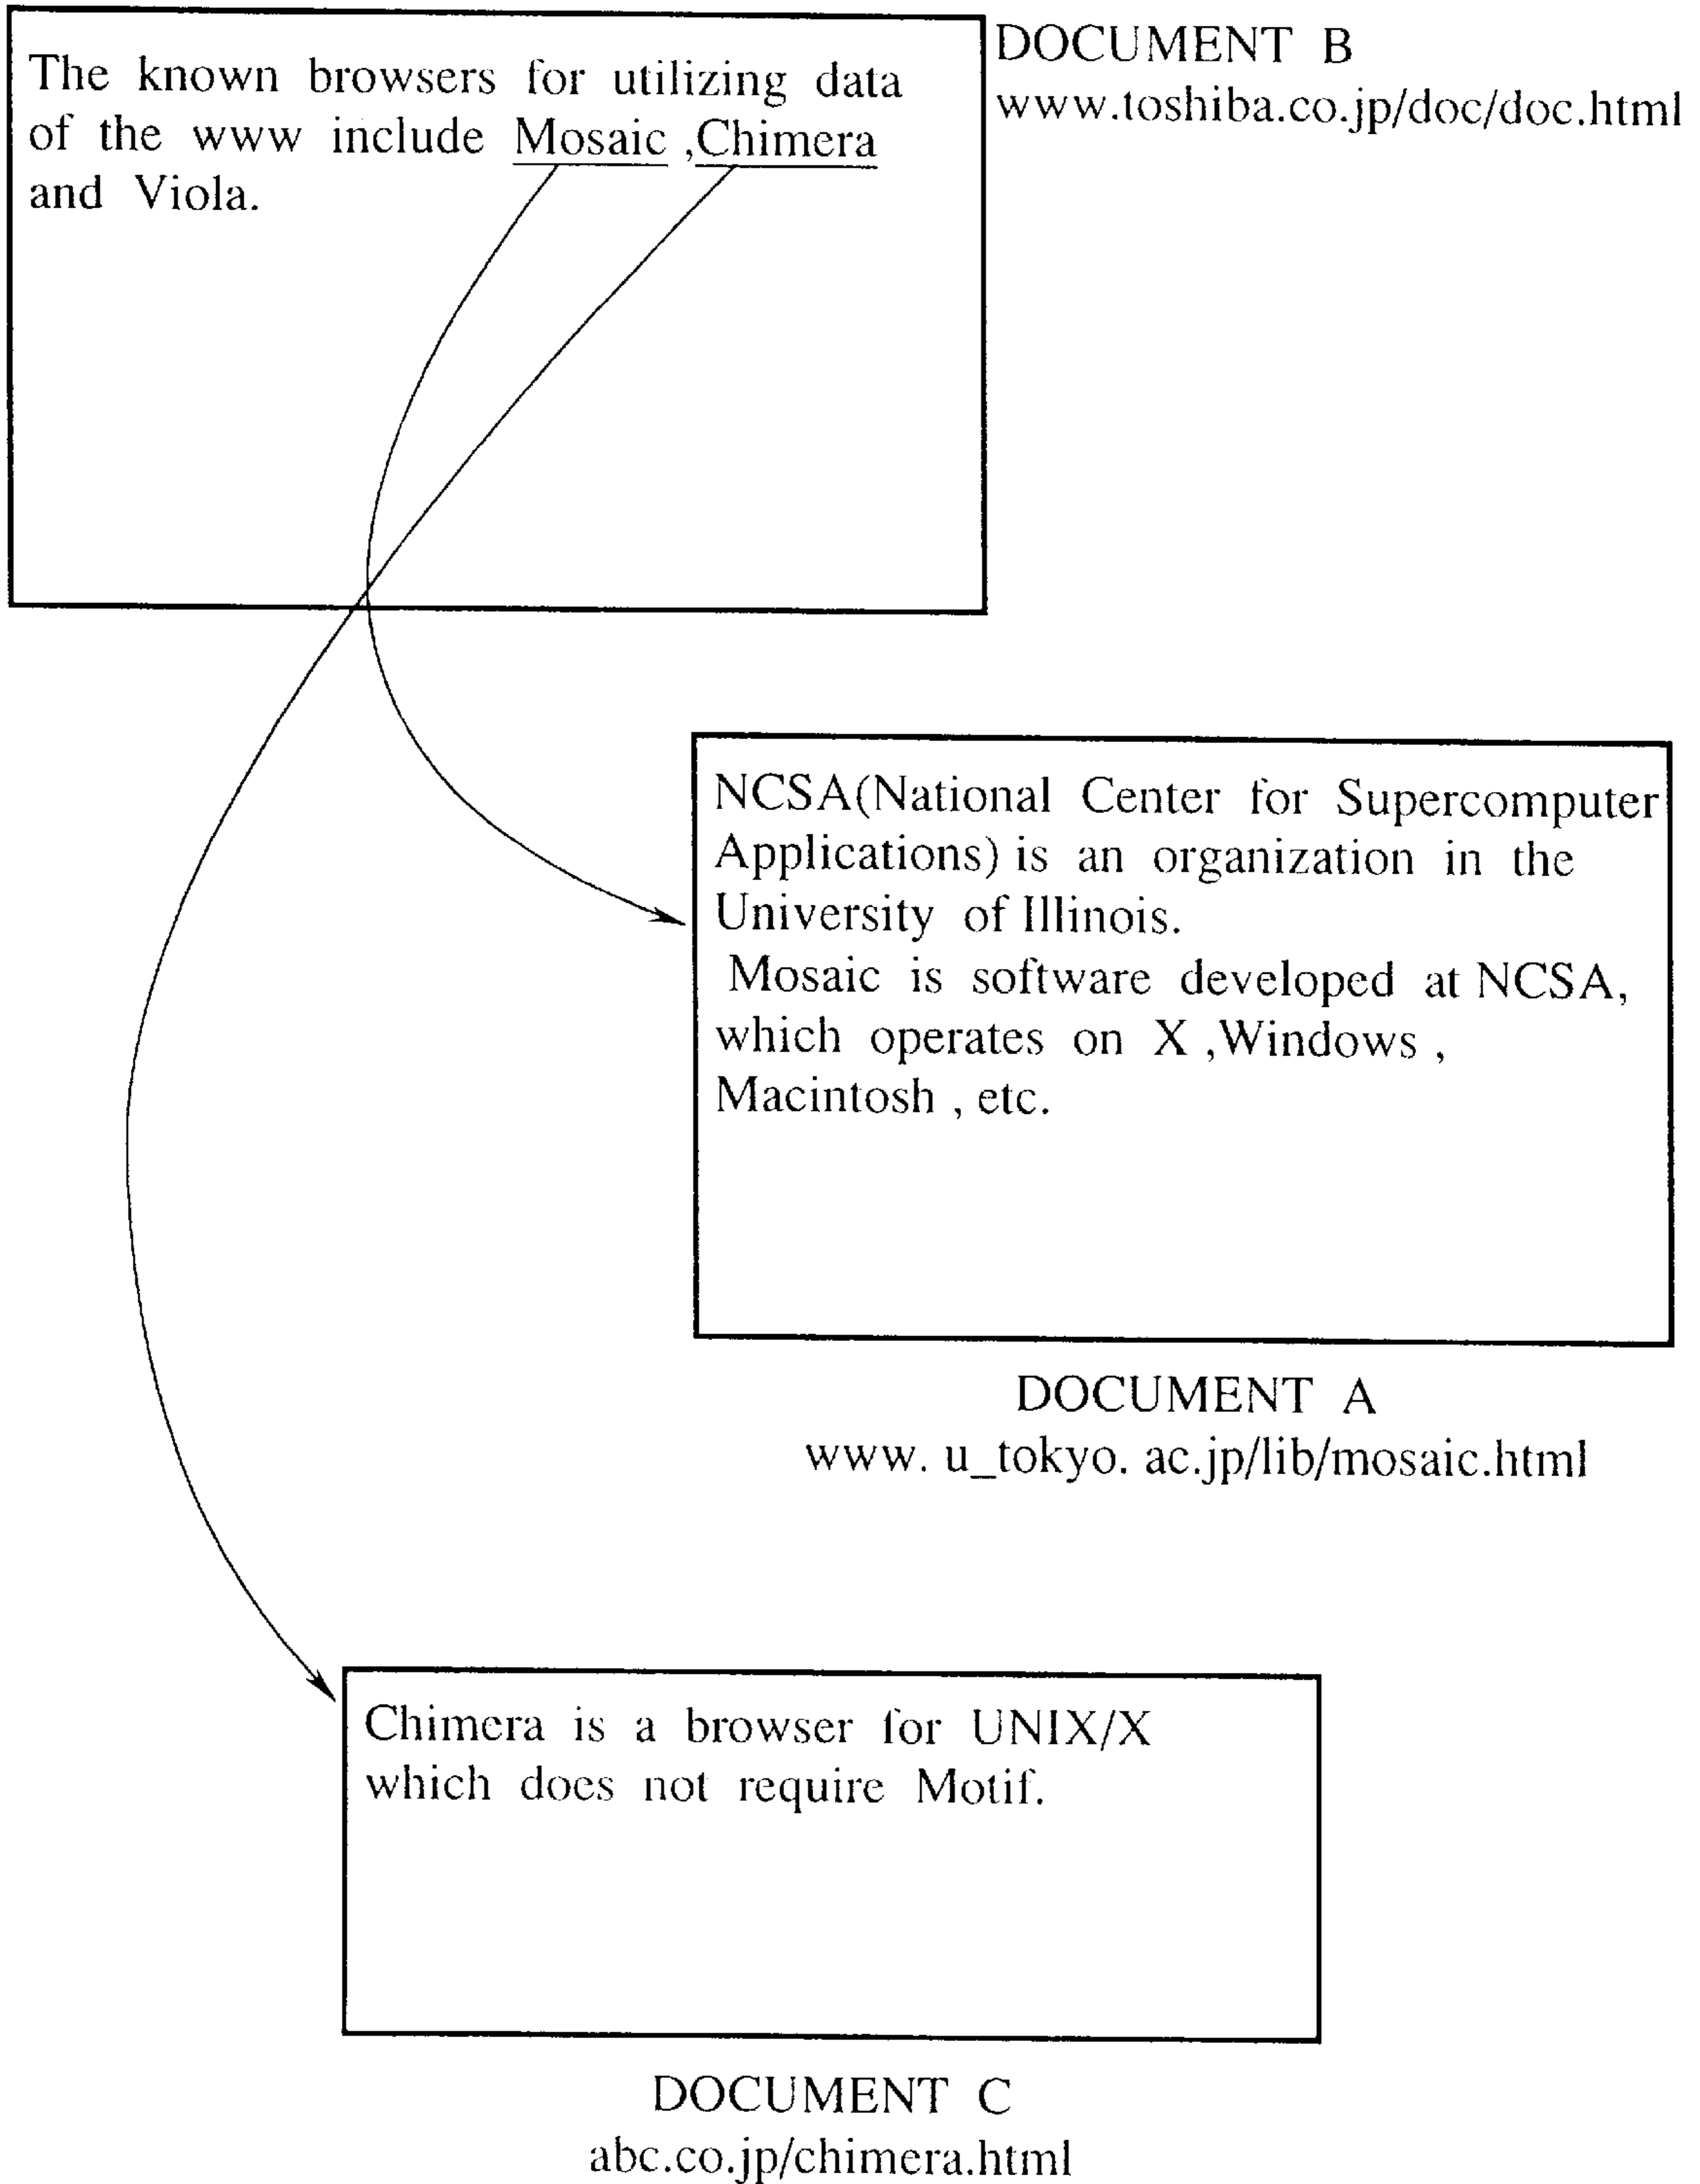 The known browsers for utilizing data
of the www include Mosaic ,Chimera
and Viola.
DOCUMENT B
www.toshiba.co.jp/doc/doc.html
NCSA(National Center for Supercomputer
Applications) is an organization in the
University of Illinois.
Mosaic is software developed at NCSA,
which operates on X ,Windows ,
Macintosh , etc.
DOCUMENT A
www. u_tokyo. ac.jp/lib/mosaic.html
Chimera is a browser for UNIX/X
which does not require Motif.
DOCUMENT C
abc.co.jp/chimera.html